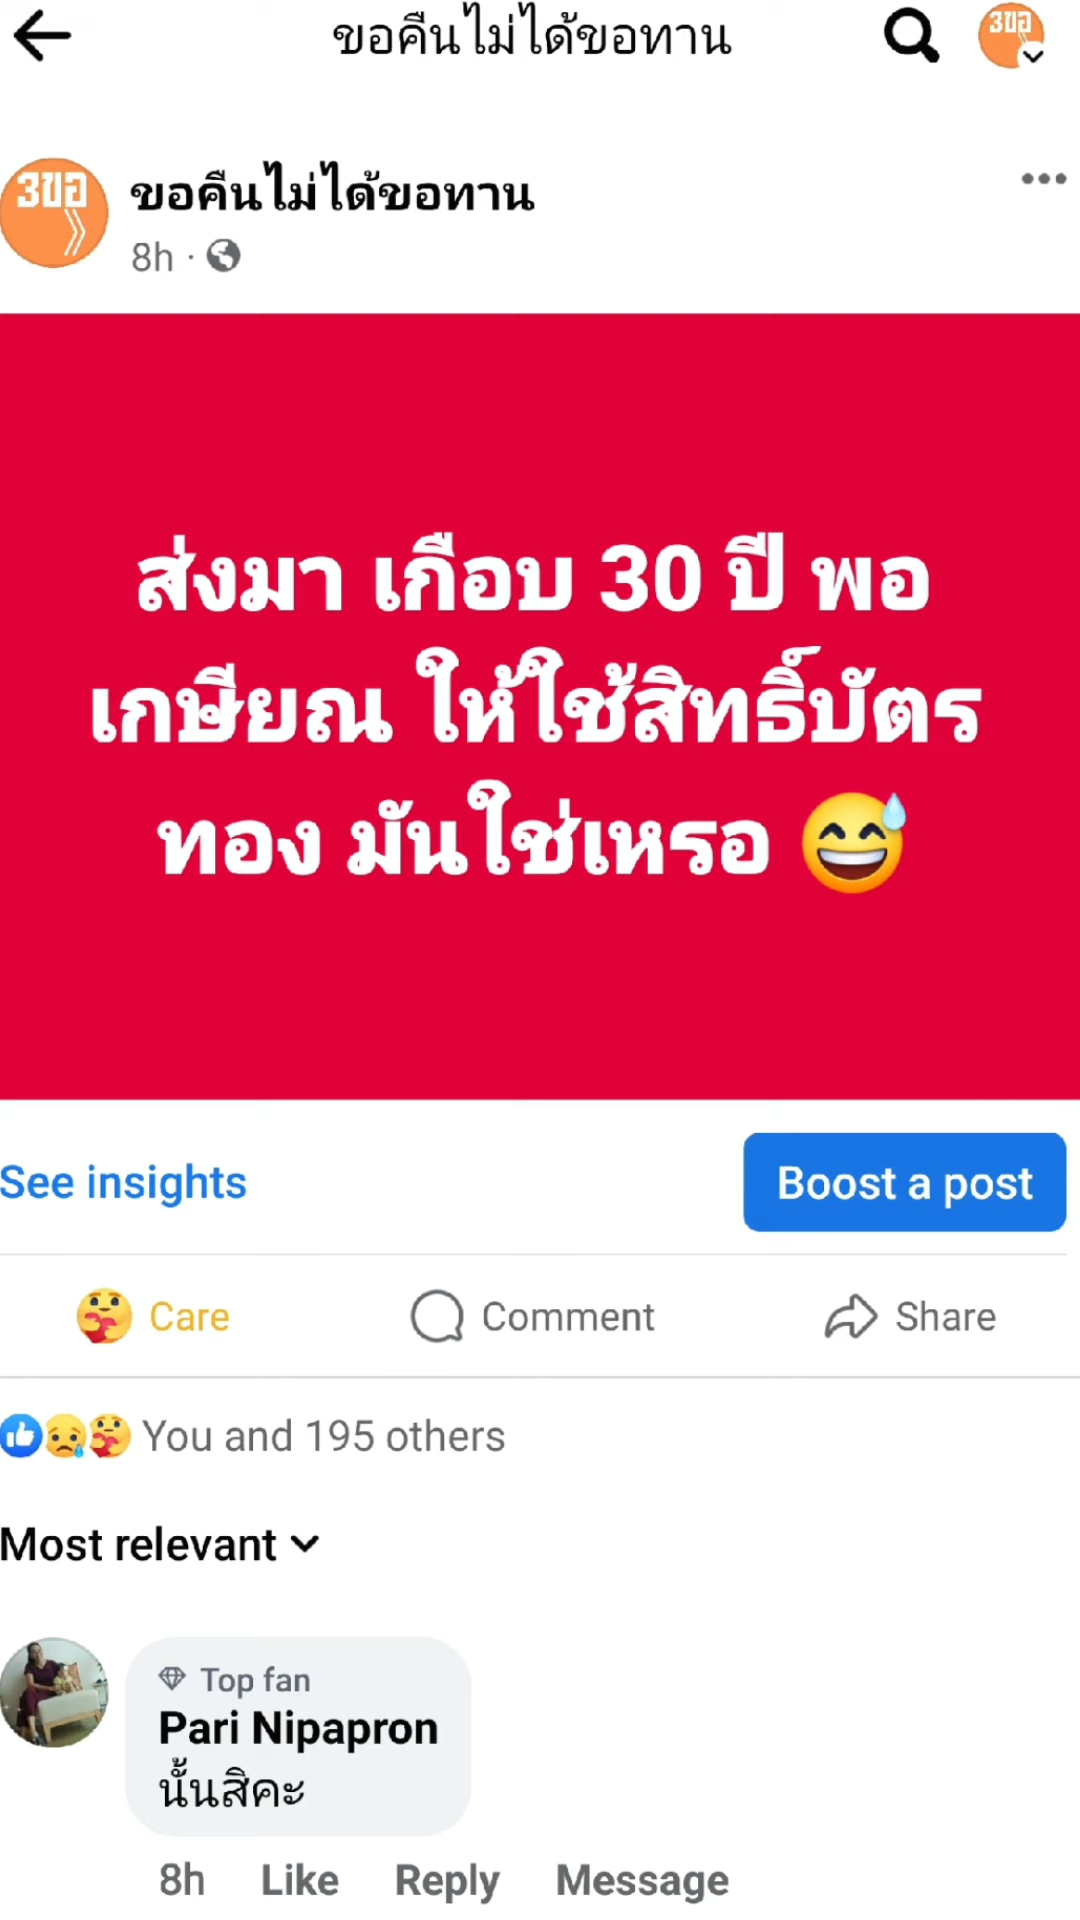 ขอคืนไม่ได้ขอทาน
3ขอ
3ขอ
ขอคืนไม่ได้ขอทาน
8h ·
ส่งมา เกือบ 30 ปี พอ
เกษียณ ให้ใช้สิทธิ์บัตร
ทอง มันใช่เหรอ 😅
See insights
Boost a post
Care
Comment
Share
You and 195 others
Most relevant
Top fan
Pari Nipapron
นั้นสิคะ
8h Like Reply Message